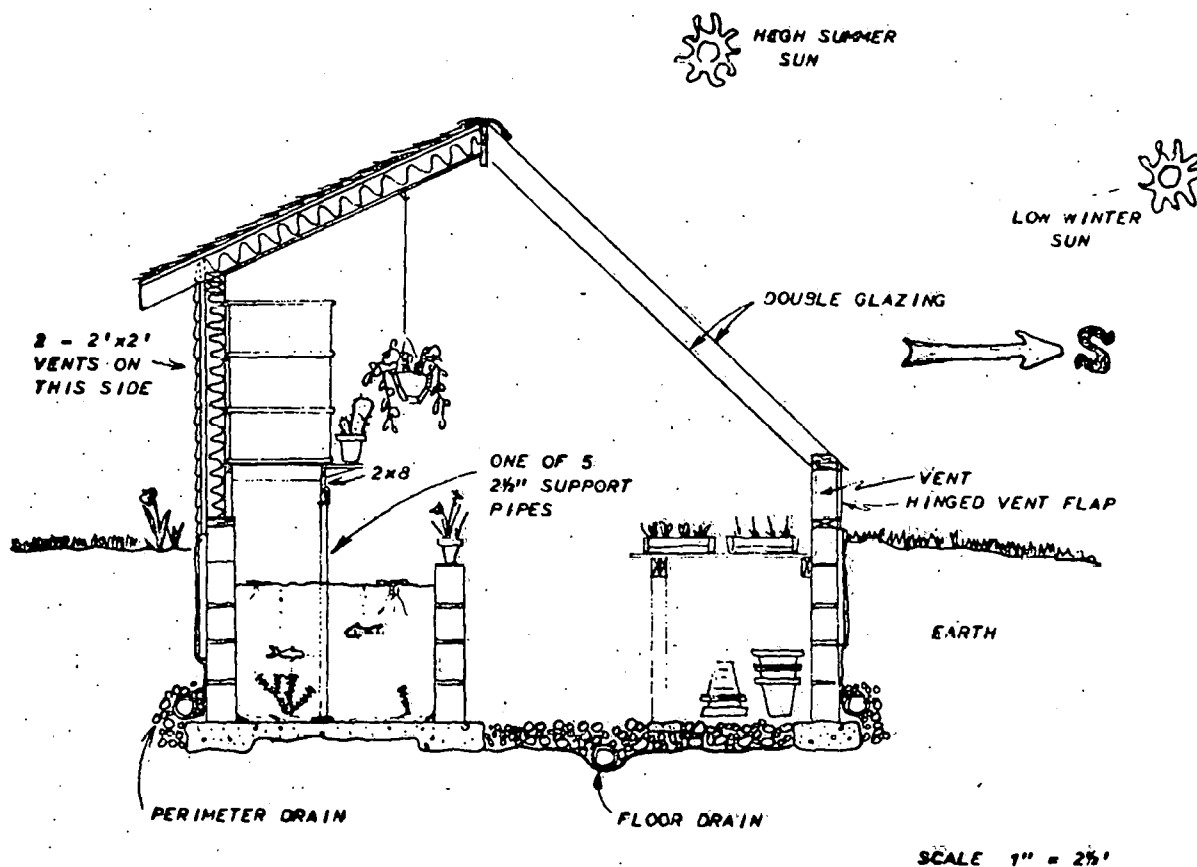 HIGH SUMMER
SUN
LOW WINTER
SUN
DOUBLE GLAZING
S
2 - 2'x2'
VENTS ON
THIS SIDE
2x8
ONE OF 5
2½" SUPPORT
PIPES
VENT
HINGED VENT FLAP
EARTH
PERIMETER DRAIN
FLOOR DRAIN
SCALE 1" = 2½'